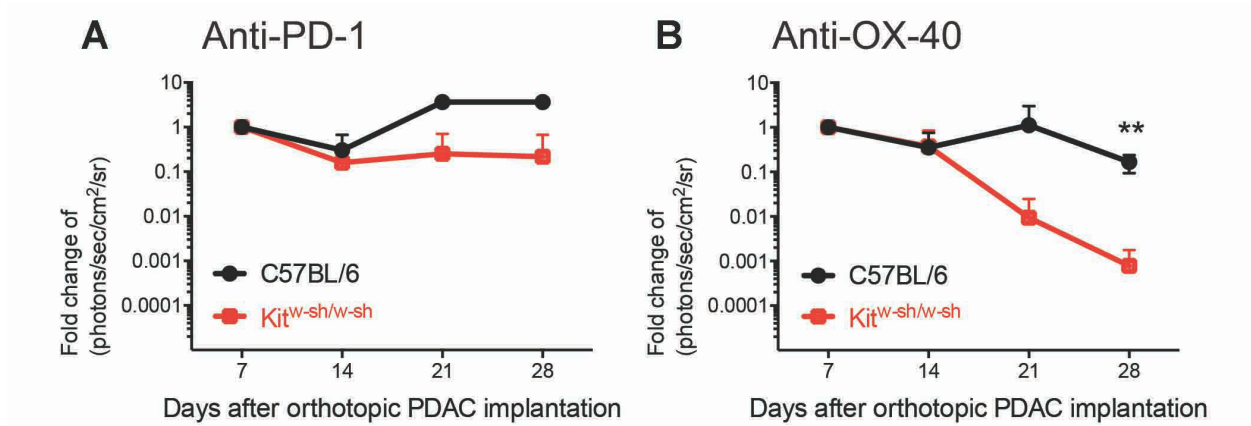 A Anti-PD-1
Fold change of
(photons/sec/cm²/sr)
10
1
0.1
0.01
0.001
0.0001
C57BL/6
Kitʷ⁻ˢʰ/ʷ⁻ˢʰ
7 14 21 28
Days after orthotopic PDAC implantation
B Anti-OX-40
Fold change of
(photons/sec/cm²/sr)
10
1
0.1
0.01
0.001
0.0001
**
C57BL/6
Kitʷ⁻ˢʰ/ʷ⁻ˢʰ
7 14 21 28
Days after orthotopic PDAC implantation